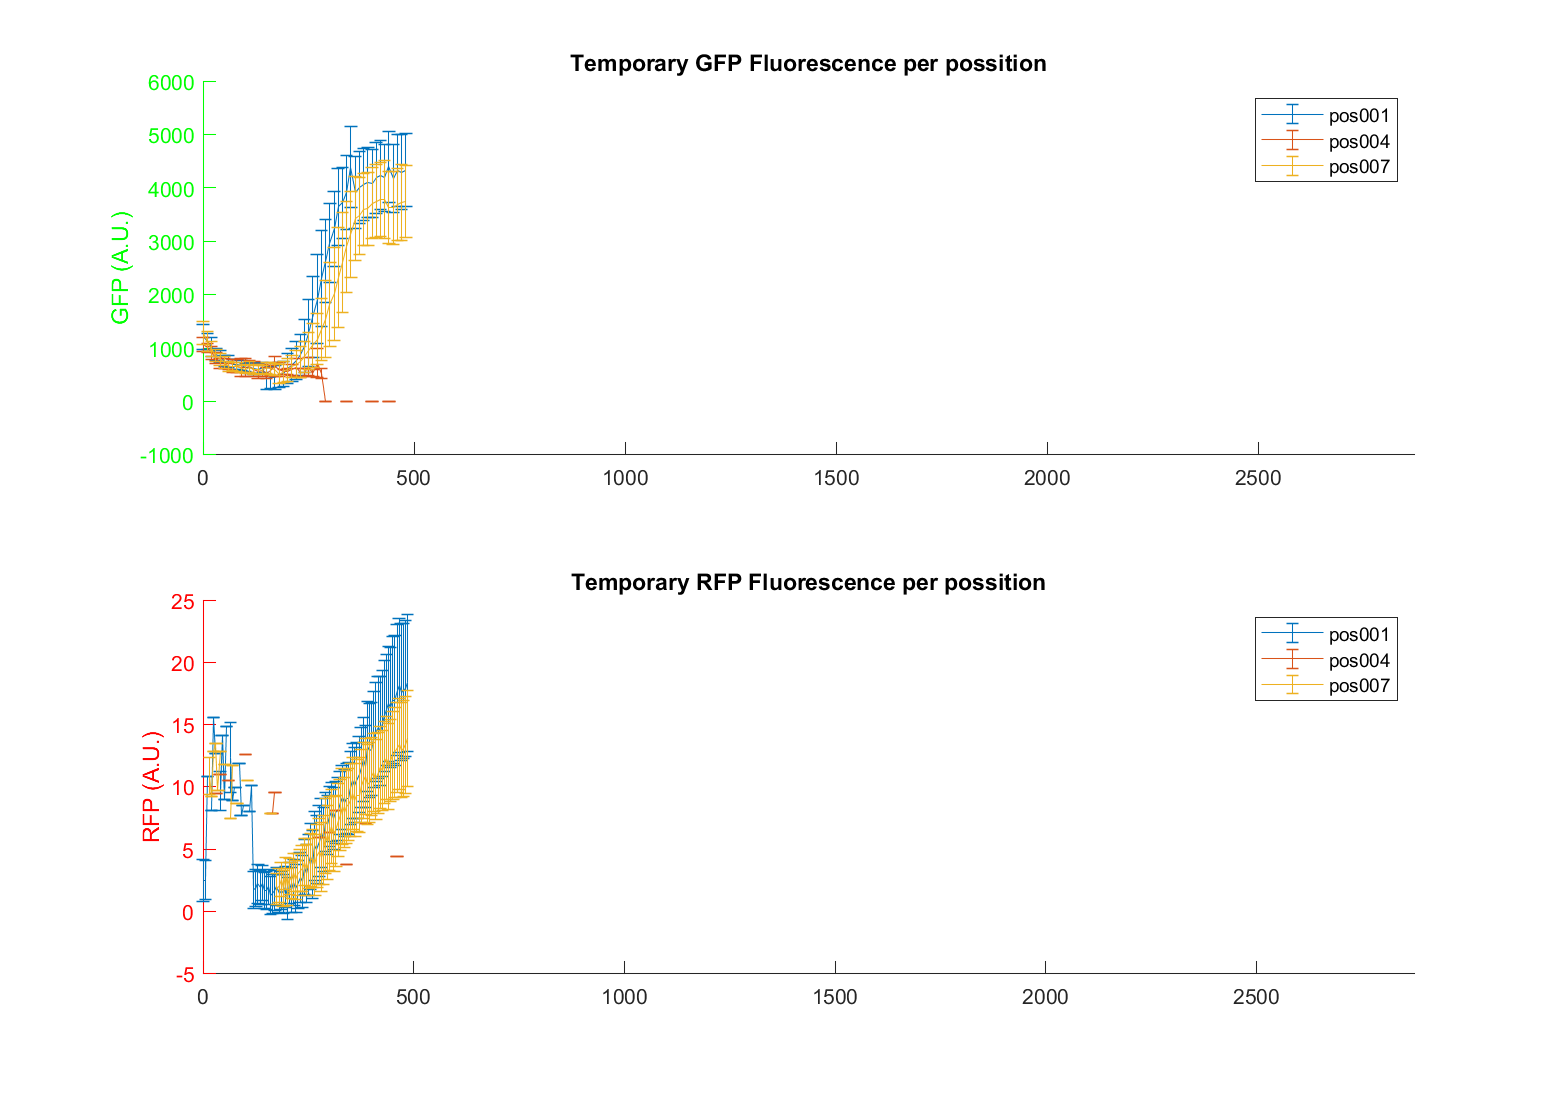 Temporary GFP Fluorescence per possition
6000
5000
4000
3000
2000
1000
0
-1000
GFP (A.U.)
0 500 1000 1500 2000 2500
pos001
pos004
pos007
Temporary RFP Fluorescence per possition
25
20
15
10
5
0
-5
RFP (A.U.)
0 500 1000 1500 2000 2500
pos001
pos004
pos007